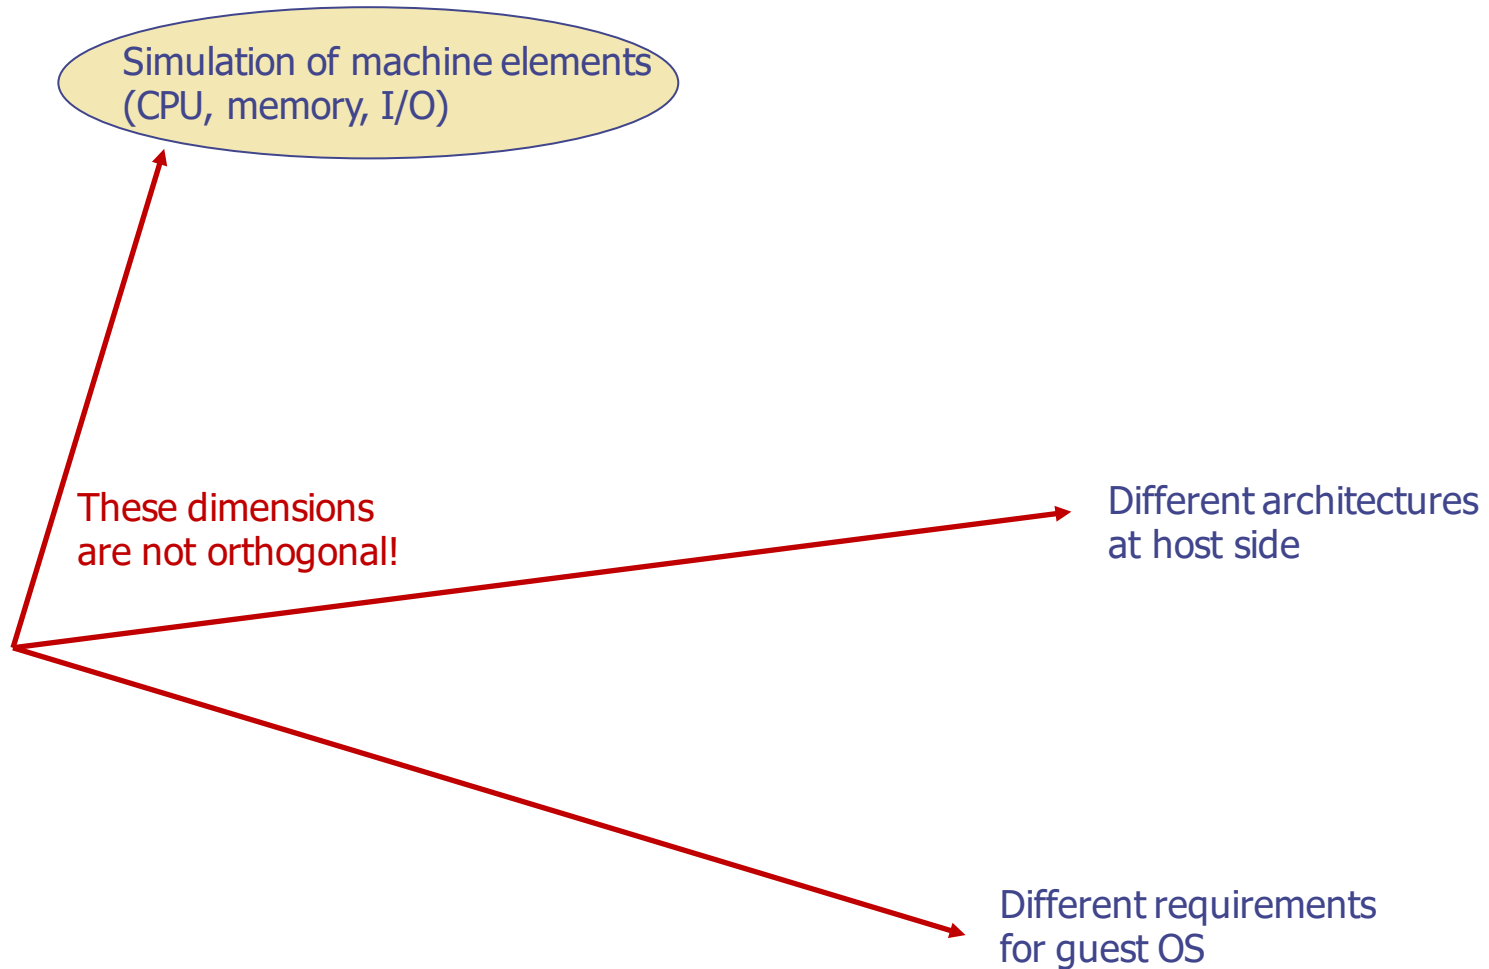 Simulation of machine elements
(CPU, memory, I/O)
These dimensions
are not orthogonal!
Different architectures
at host side
Different requirements
for guest OS